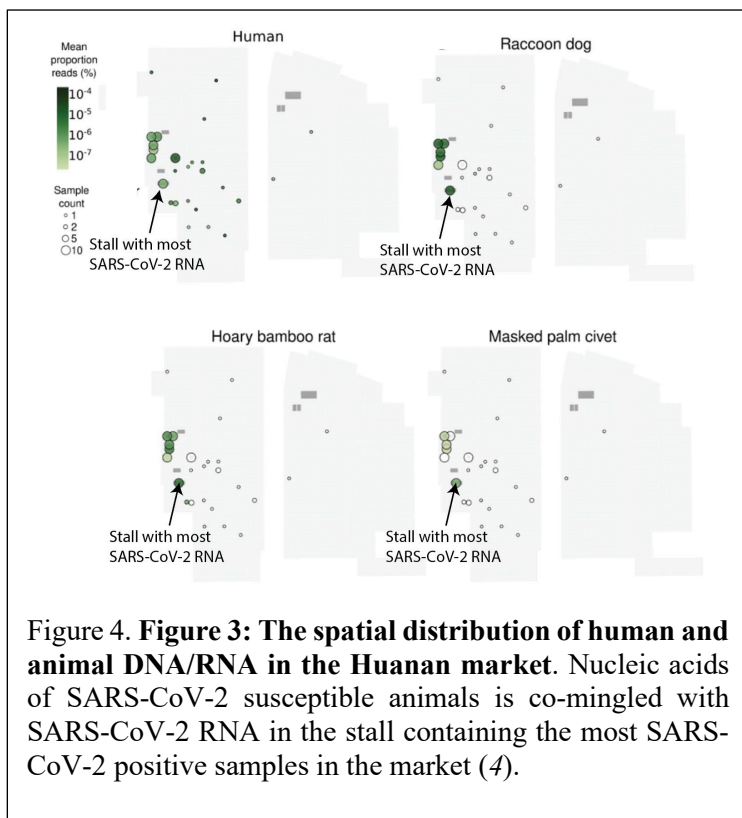 Human
Raccoon dog
Mean
proportion
reads (%)
10⁻⁴
10⁻⁵
10⁻⁶
10⁻⁷
Sample
count
1
2
5
10
Stall with most
SARS-CoV-2 RNA
Stall with most
SARS-CoV-2 RNA
Hoary bamboo rat
Masked palm civet
Stall with most
SARS-CoV-2 RNA
Stall with most
SARS-CoV-2 RNA
Figure 4. Figure 3: The spatial distribution of human and
animal DNA/RNA in the Huanan market. Nucleic acids
of SARS-CoV-2 susceptible animals is co-mingled with
SARS-CoV-2 RNA in the stall containing the most SARS-
CoV-2 positive samples in the market (4).